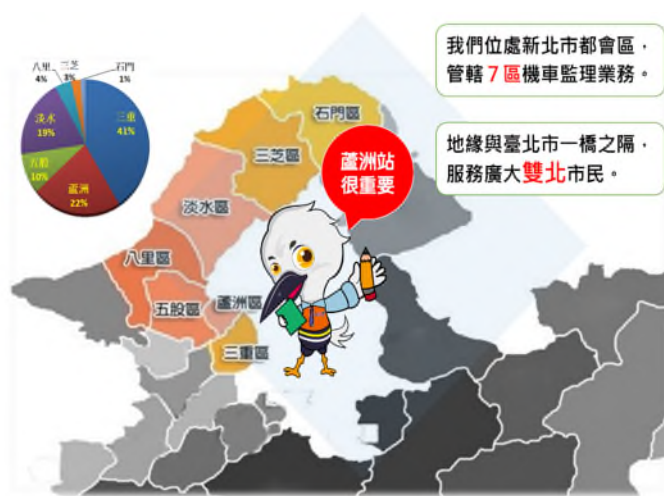 八里
4%
三芝
3%
石門
1%
淡水
19%
三重
41%
五股
10%
蘆洲
22%
我們位處新北市都會區，
管轄7區機車監理業務。
地緣與臺北市一橋之隔，
服務廣大雙北市民。
蘆洲站
很重要
石門區
三芝區
淡水區
八里區
五股區
蘆洲區
三重區